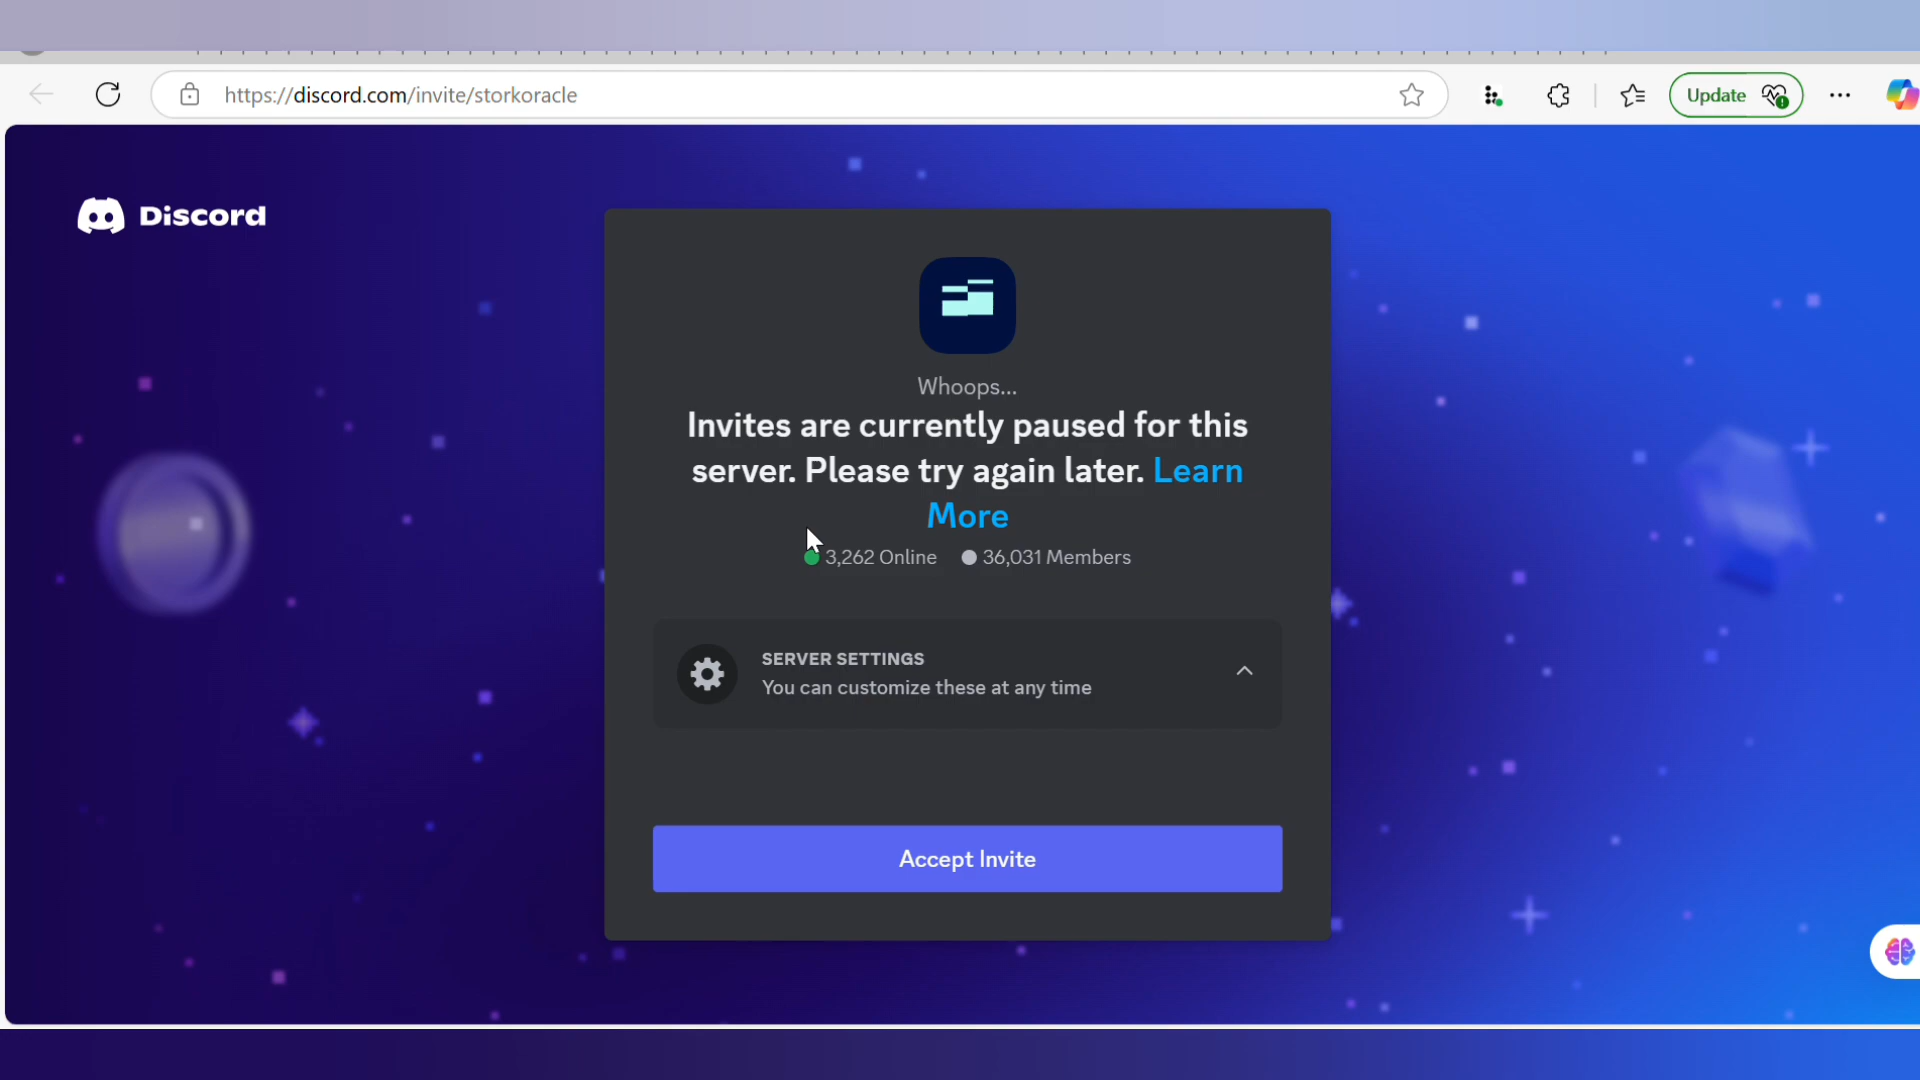 https://discord.com/invite/storkoracle
Update
Discord
Whoops...
Invites are currently paused for this
server. Please try again later. Learn
More
3,262 Online 36,031 Members
SERVER SETTINGS
You can customize these at any time
Accept Invite